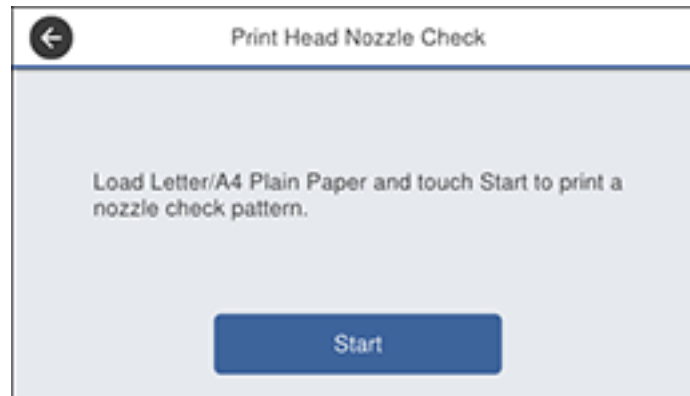 Print Head Nozzle Check
Load Letter/A4 Plain Paper and touch Start to print a
nozzle check pattern.
Start